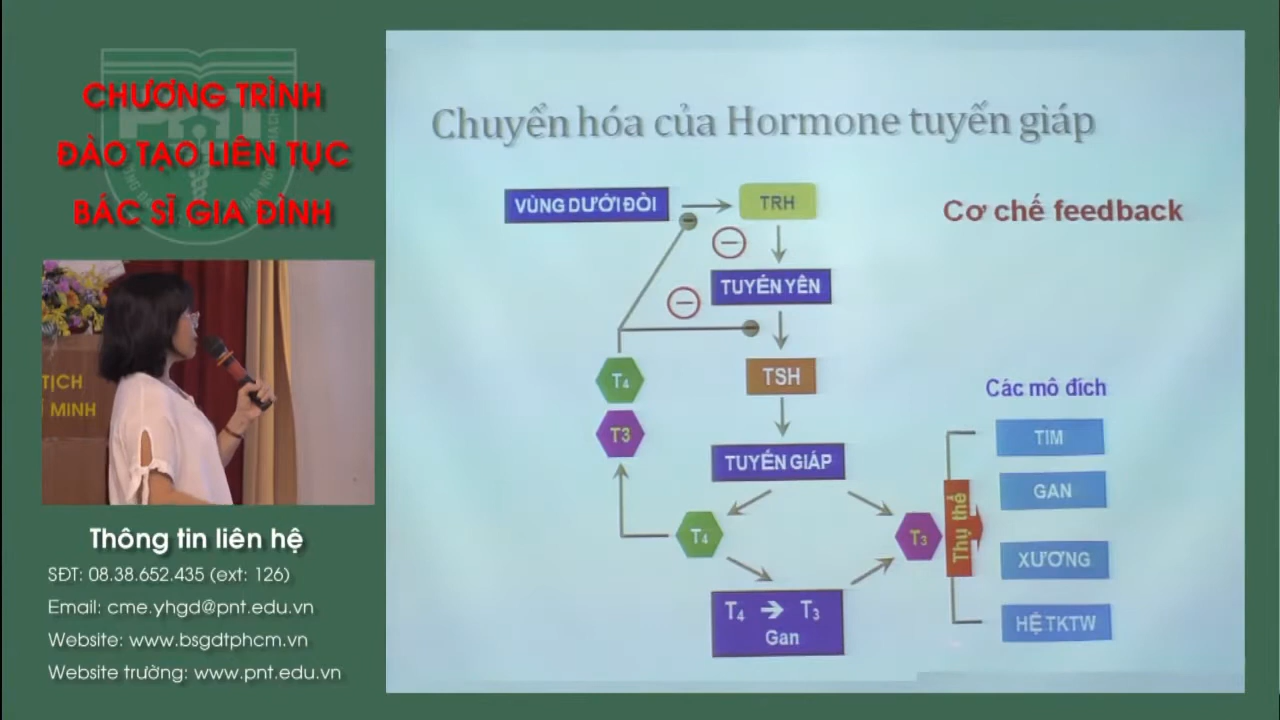 CHƯƠNG TRÌNH
ĐÀO TẠO LIÊN TỤC
BÁC SĨ GIA ĐÌNH
TỊCH
MINH
Thông tin liên hệ
SĐT: 08.38.652.435 (ext: 126)
Email: cme.yhgd@pnt.edu.vn
Website: www.bsgdtphcm.vn
Website trường: www.pnt.edu.vn
Chuyển hóa của Hormone tuyến giáp
VÙNG DƯỚI ĐỒI
TRH
Cơ chế feedback
TUYẾN YÊN
T₄
TSH
Các mô đích
T3
TUYẾN GIÁP
TIM
GAN
T₄
T₃
Thụ thể
XƯƠNG
T₄ ➔ T₃
Gan
HỆ TKTW